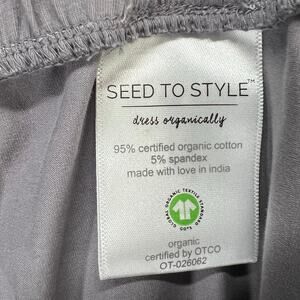 SEED TO STYLE™
dress organically
95% certified organic cotton
5% spandex
made with love in india
GLOBAL ORGANIC TEXTILE STANDARD
GOTS
organic
certified by OTCO
OT-026062